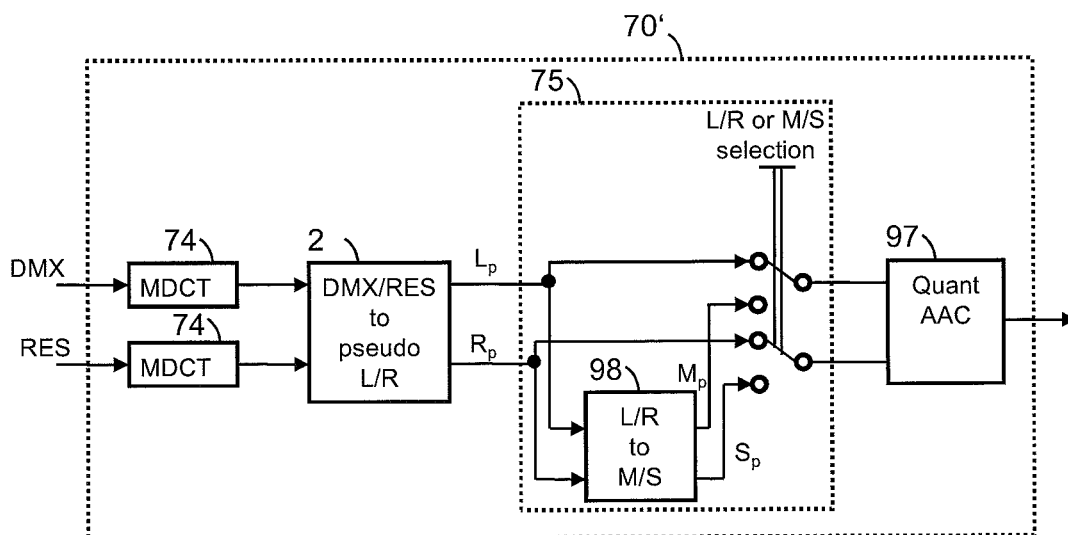 70'
75
L/R or M/S
selection
DMX
74
MDCT
RES
74
MDCT
2
DMX/RES
to
pseudo
L/R
Lp
Rp
98
L/R
to
M/S
Mp
Sp
97
Quant
AAC